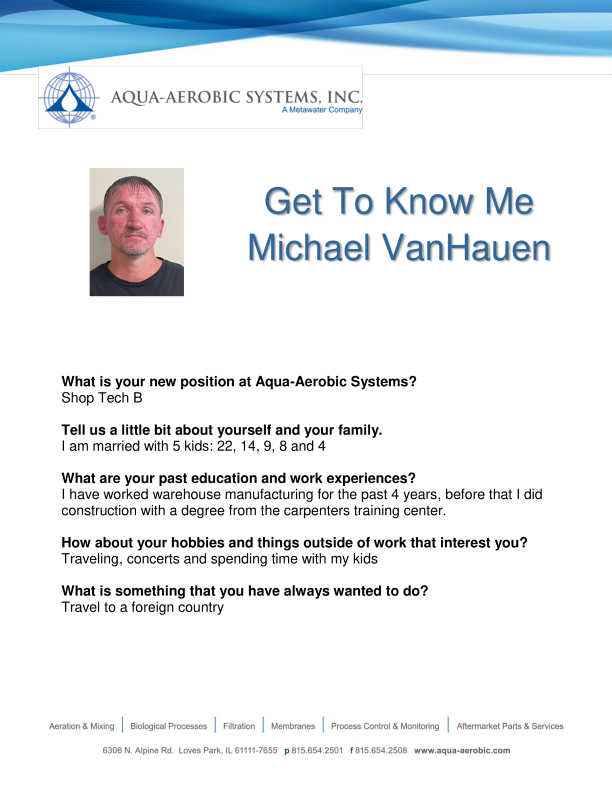 AQUA-AEROBIC SYSTEMS, INC.
A Metawater Company
®
Get To Know Me
Michael VanHauen
What is your new position at Aqua-Aerobic Systems?
Shop Tech B
Tell us a little bit about yourself and your family.
I am married with 5 kids: 22, 14, 9, 8 and 4
What are your past education and work experiences?
I have worked warehouse manufacturing for the past 4 years, before that I did
construction with a degree from the carpenters training center.
How about your hobbies and things outside of work that interest you?
Traveling, concerts and spending time with my kids
What is something that you have always wanted to do?
Travel to a foreign country
Aeration & Mixing | Biological Processes | Filtration | Membranes | Process Control & Monitoring | Aftermarket Parts & Services
6306 N. Alpine Rd. Loves Park, IL 61111-7655 p 815.654.2501 f 815.654.2508 www.aqua-aerobic.com